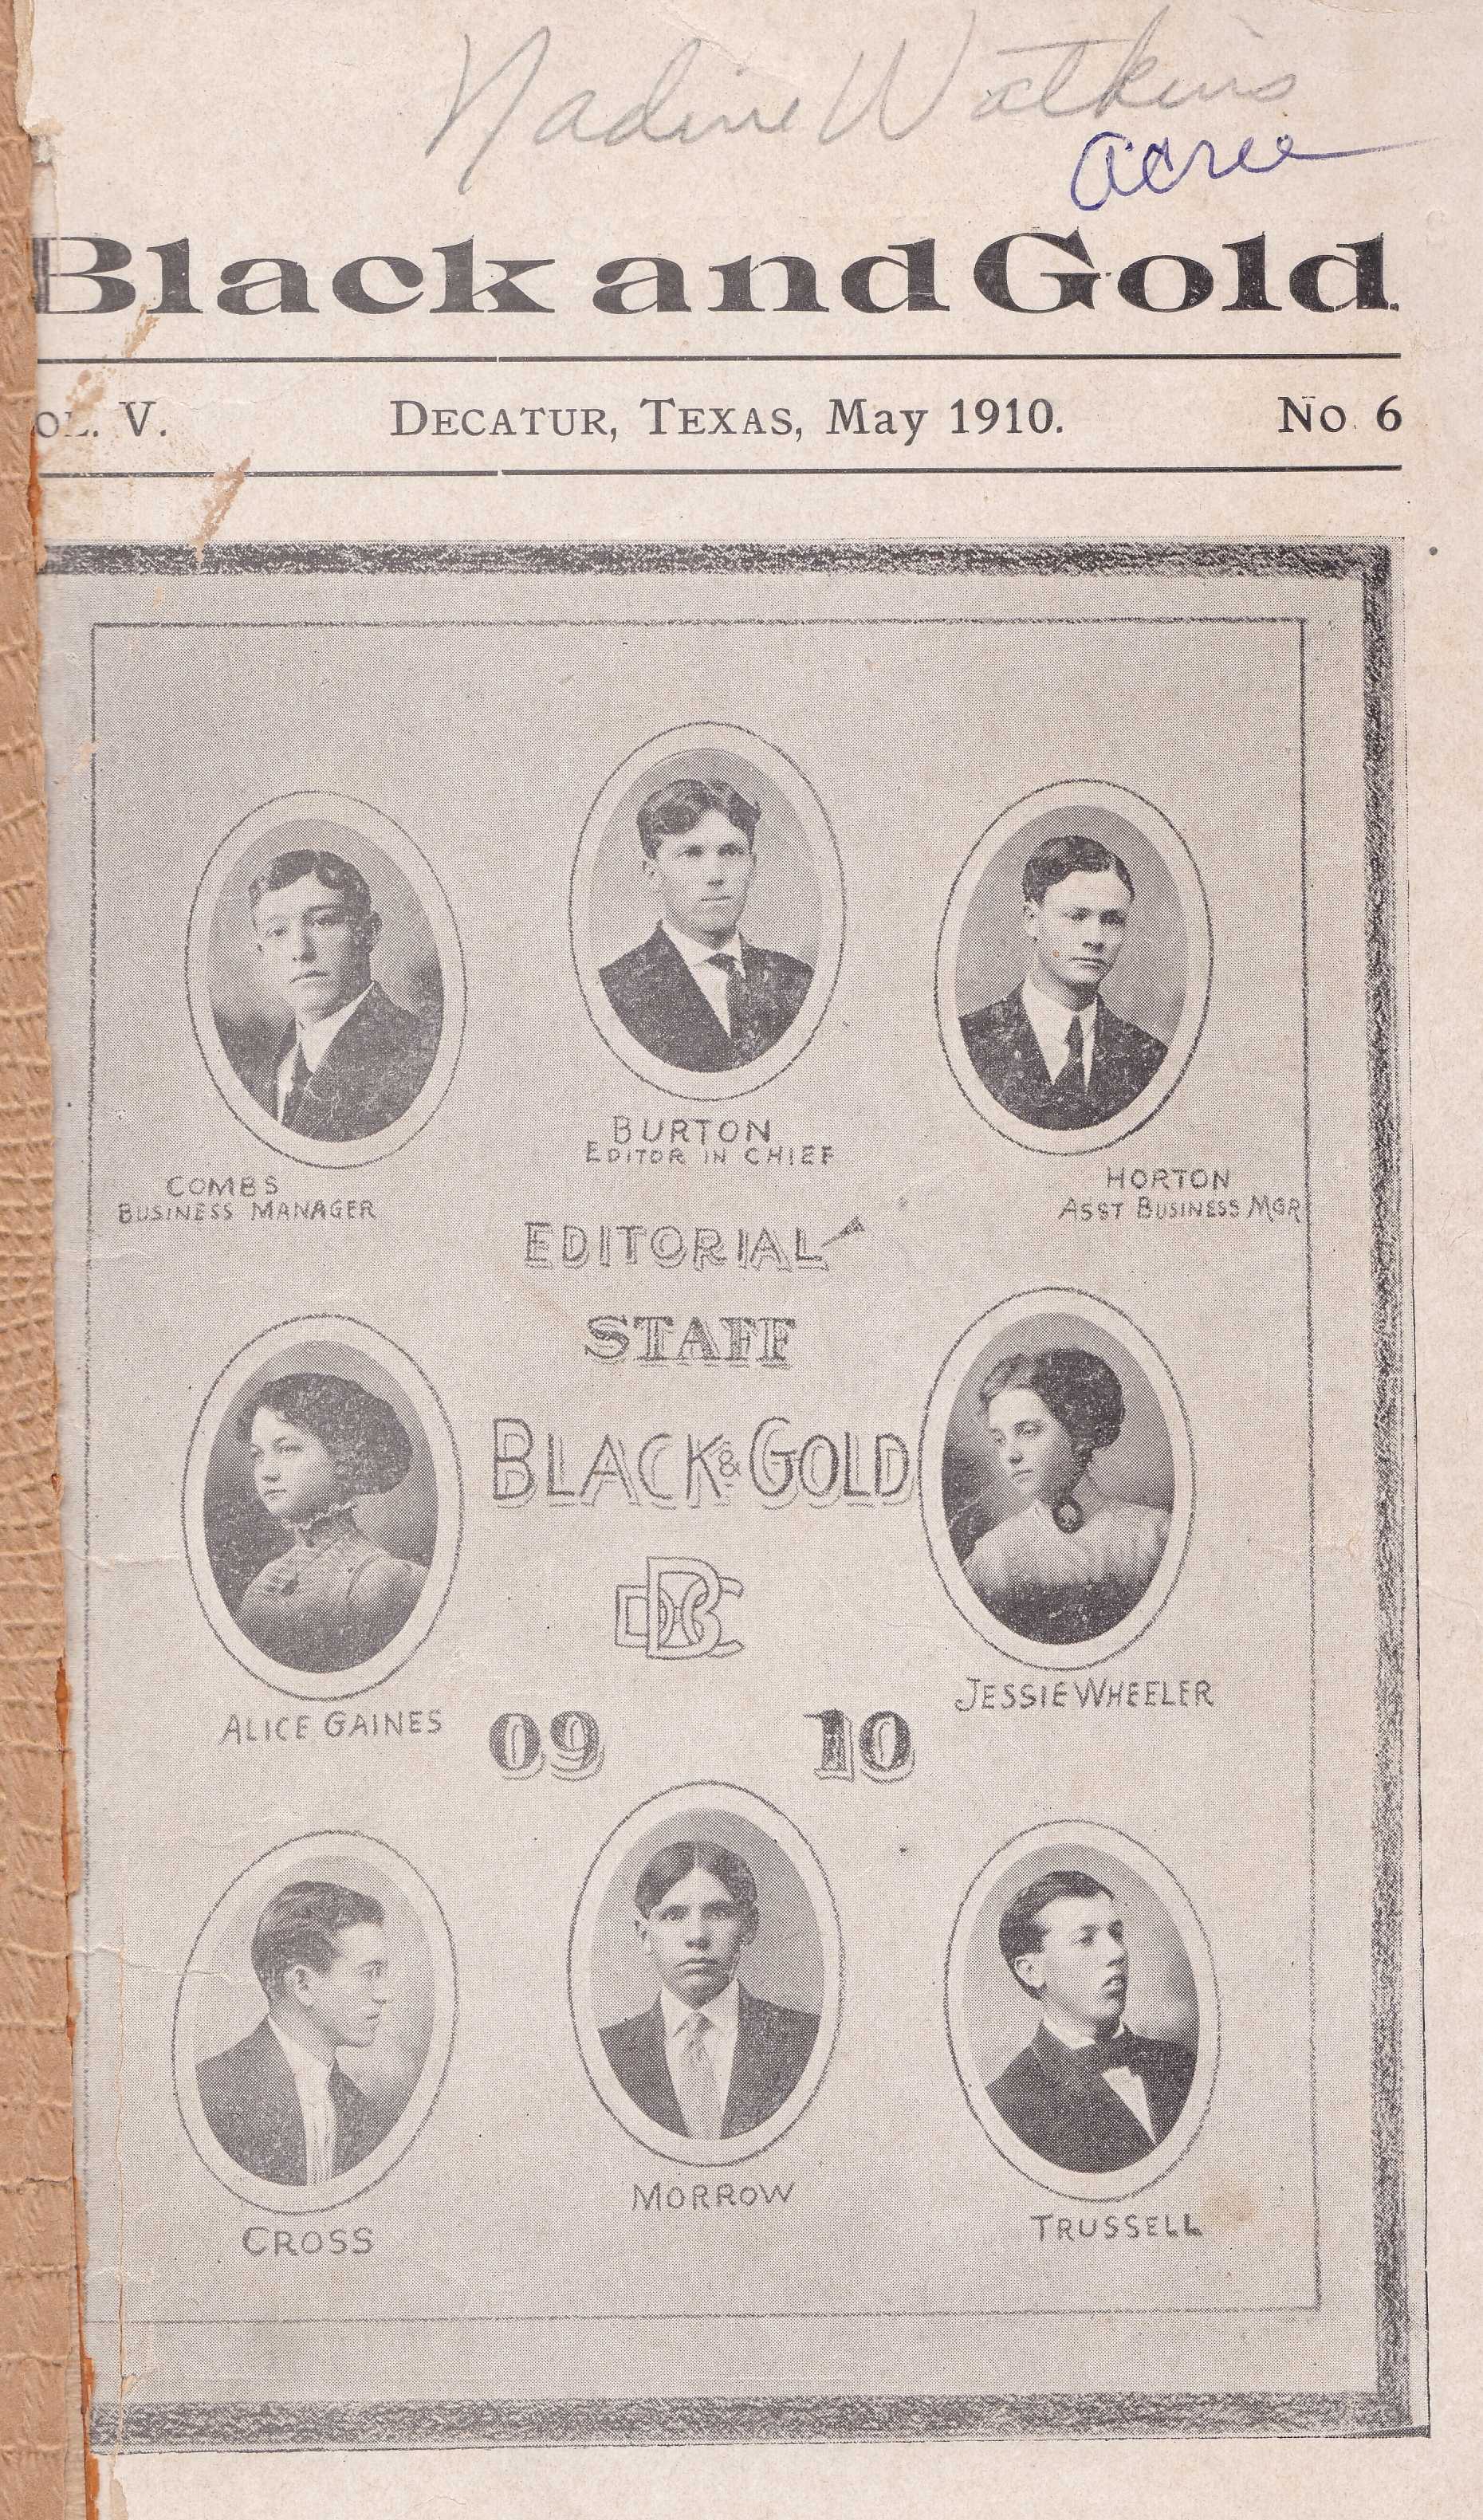 Nadine Watkins
Acree
Black and Gold.
OL. V.
DECATUR, TEXAS, May 1910.
No. 6
BURTON
EDITOR IN CHIEF
COMBS
BUSINESS MANAGER
HORTON
ASST BUSINESS MGR
EDITORIAL
STAFF
BLACK & GOLD
DBC
ALICE GAINES
JESSIE WHEELER
09 10
CROSS
MORROW
TRUSSELL